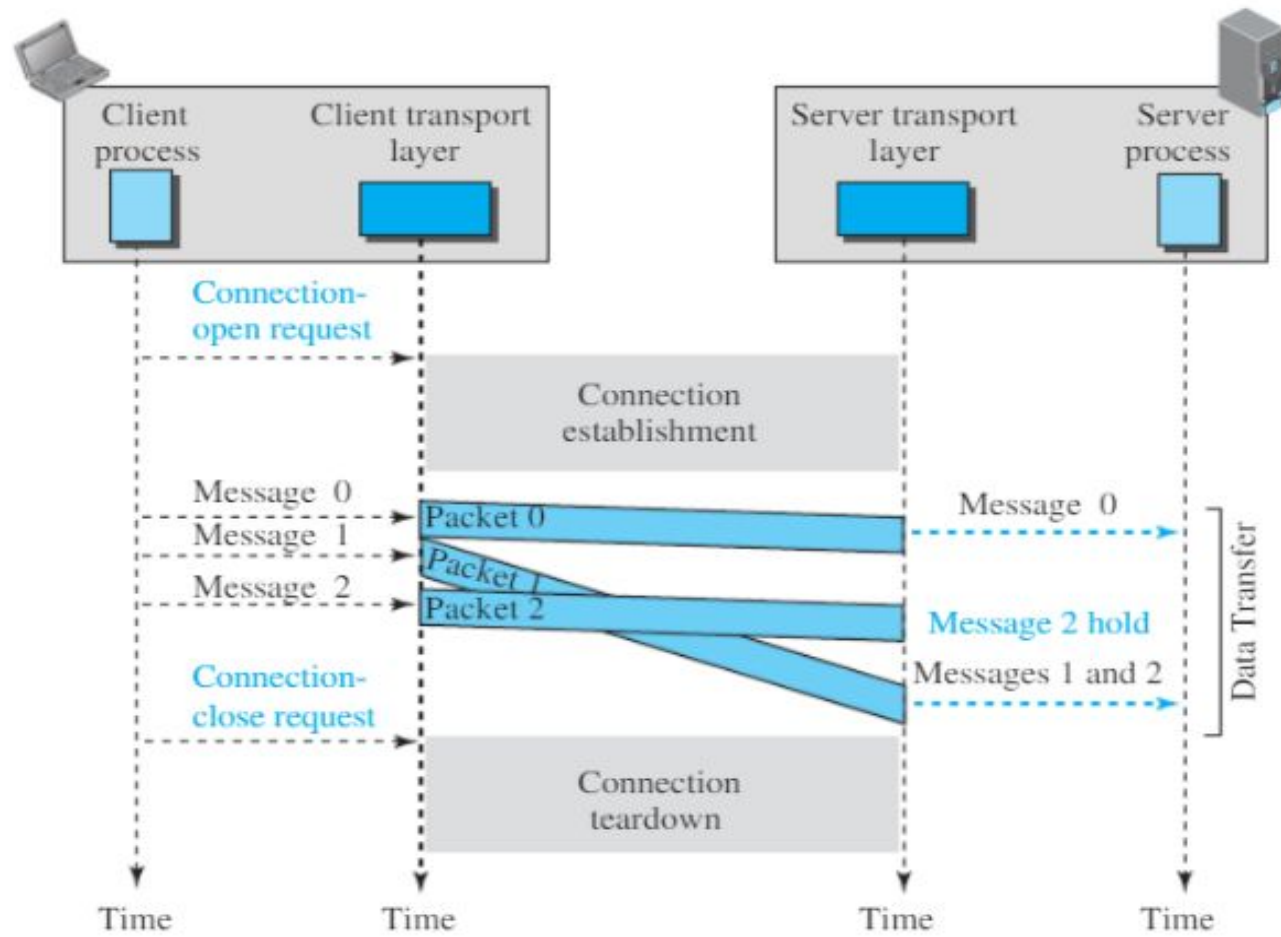 Client
process
Client transport
layer
Server transport
layer
Server
process
Connection-
open request
Connection
establishment
Message 0
Packet 0
Message 0
Message 1
Packet 1
Message 2
Packet 2
Message 2 hold
Messages 1 and 2
Data Transfer
Connection-
close request
Connection
teardown
Time
Time
Time
Time